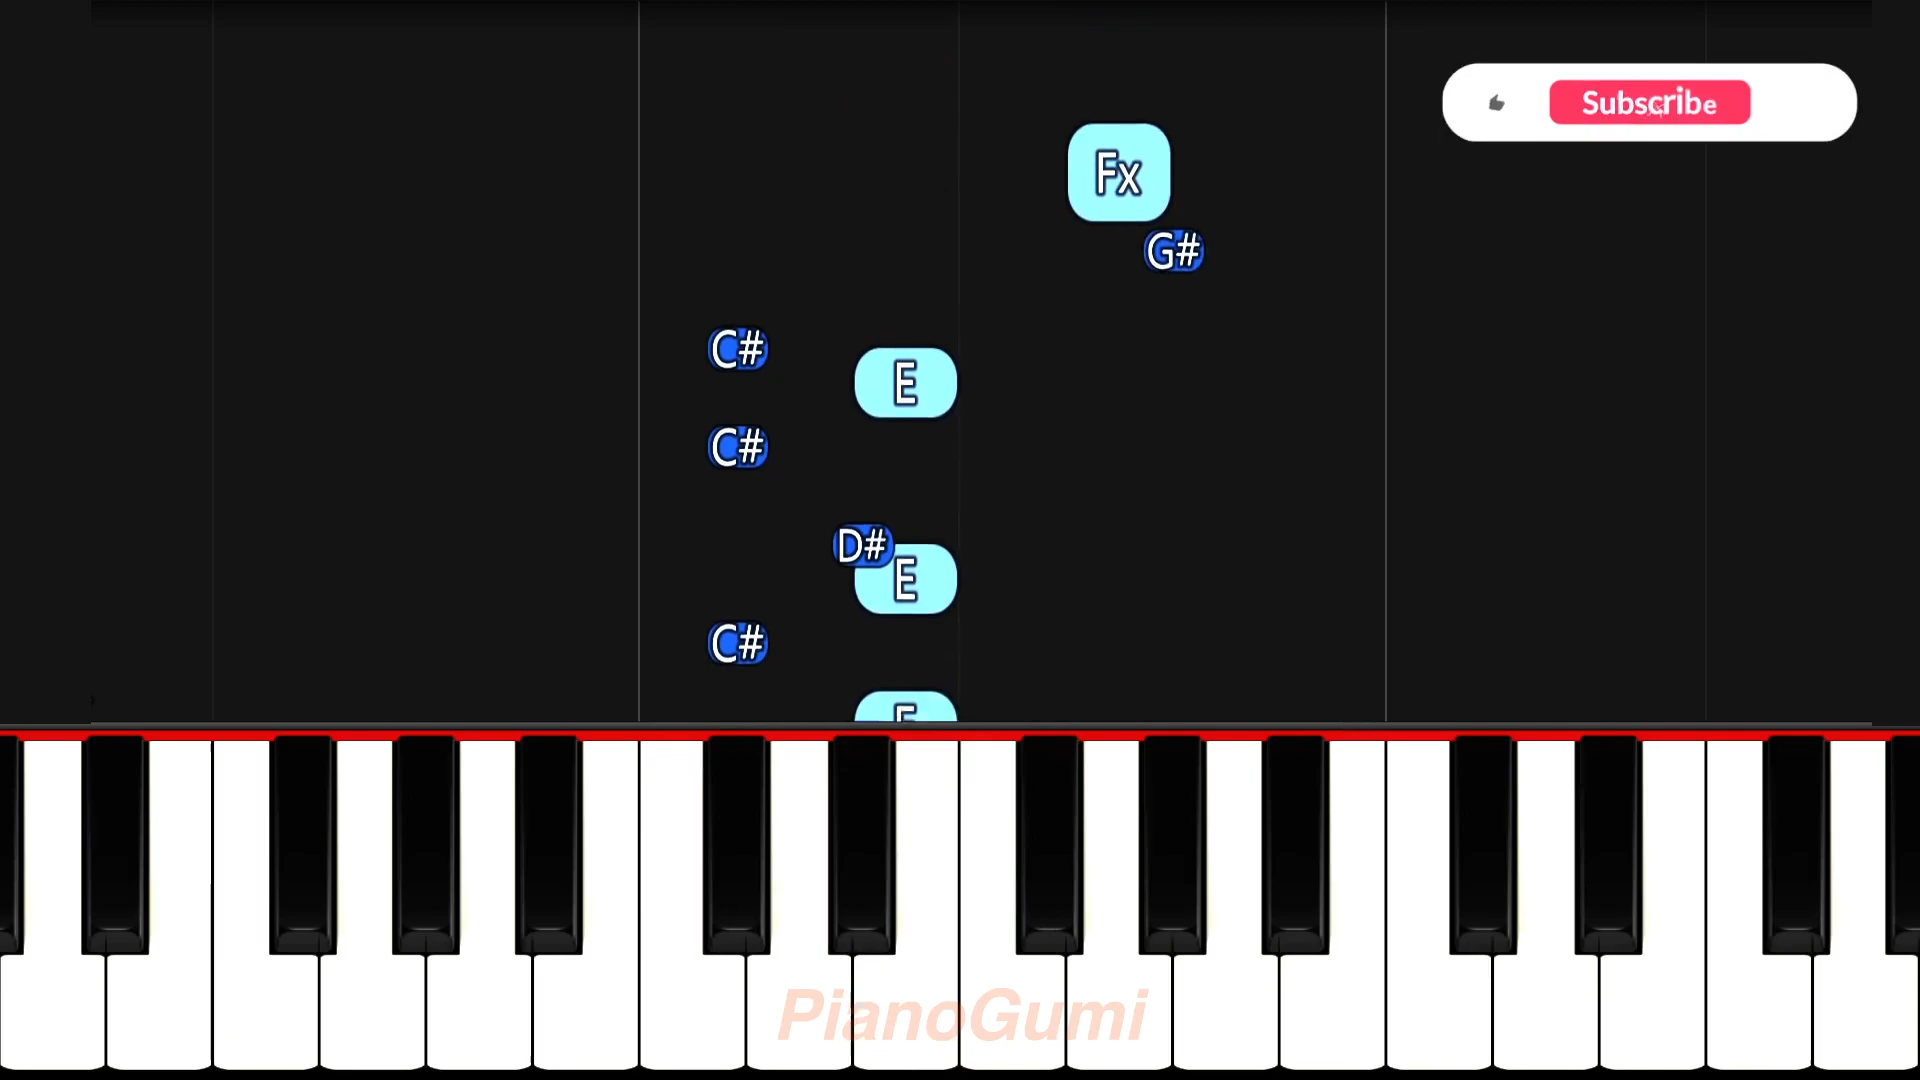 Subscribe
Fx
G#
C#
E
C#
D#
E
C#
PianoGumi